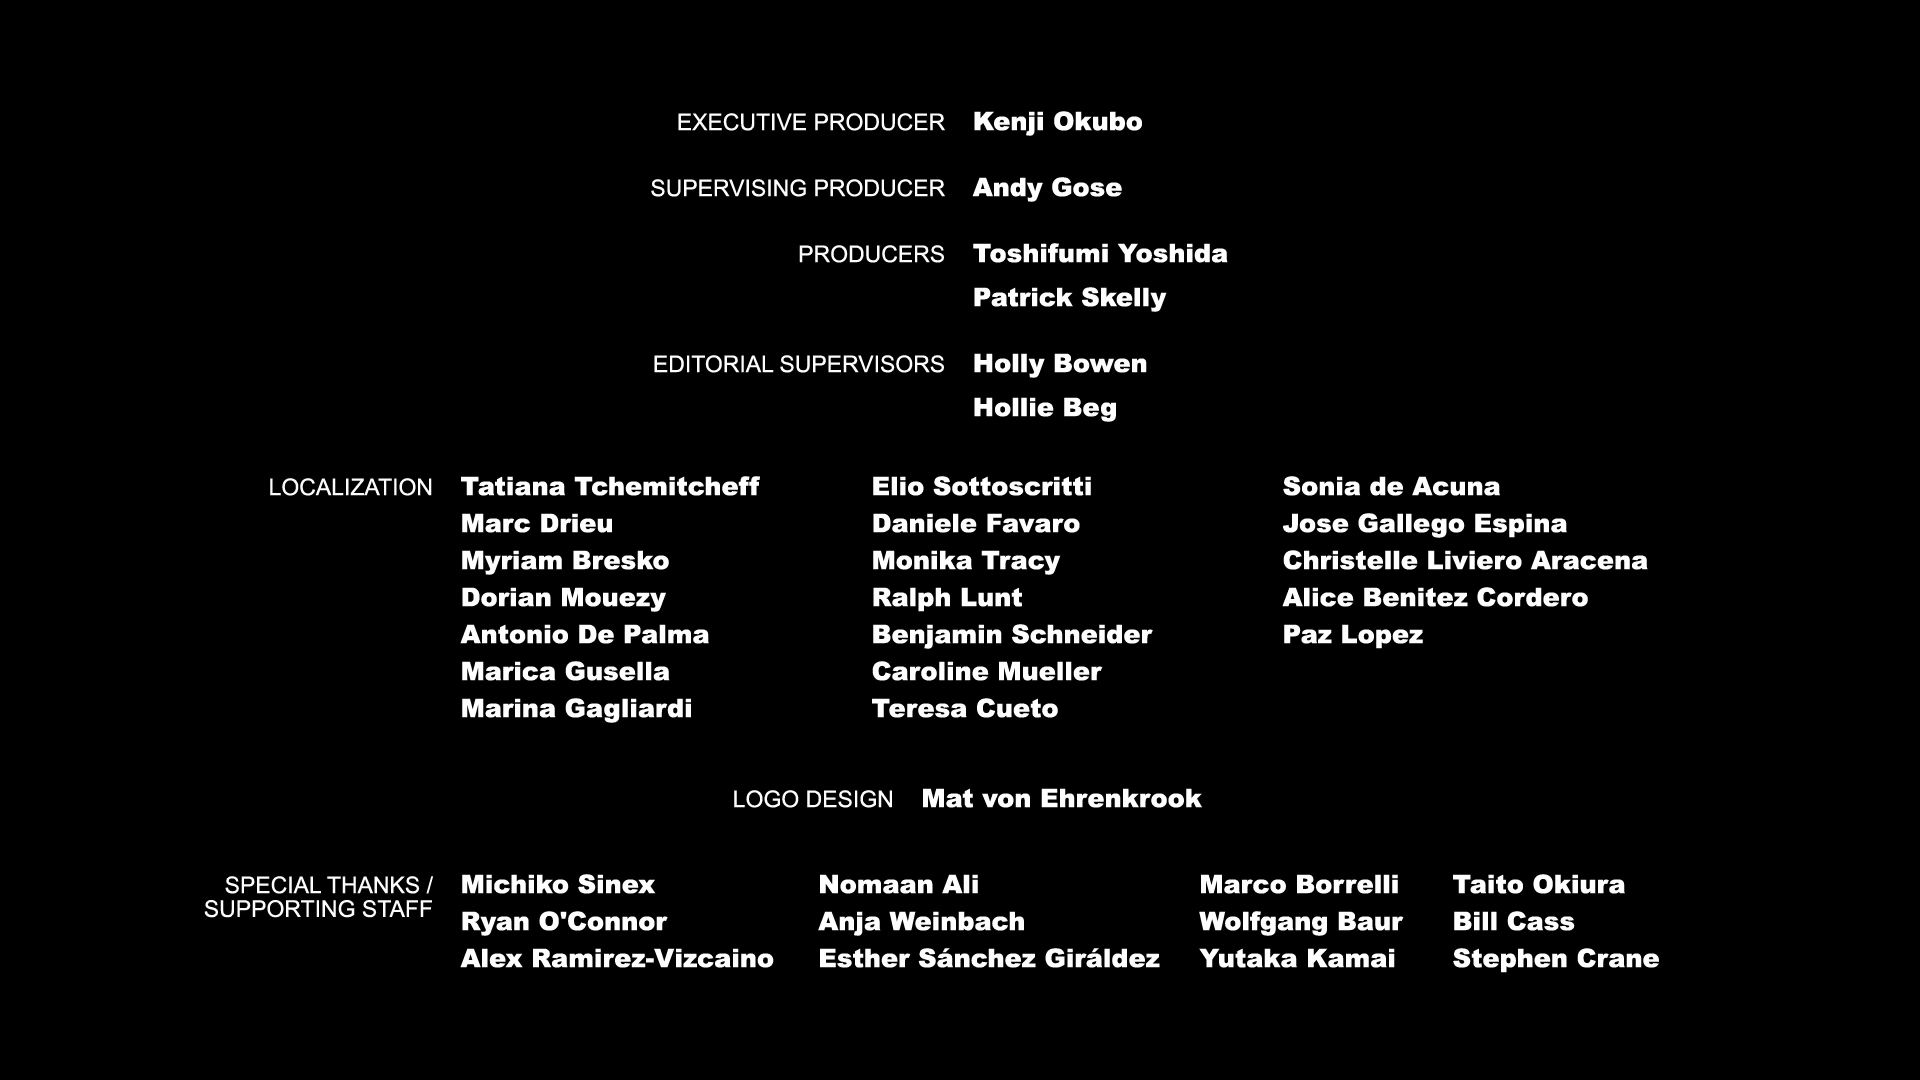 EXECUTIVE PRODUCER Kenji Okubo
SUPERVISING PRODUCER Andy Gose
PRODUCERS Toshifumi Yoshida
Patrick Skelly
EDITORIAL SUPERVISORS Holly Bowen
Hollie Beg
LOCALIZATION Tatiana Tchemitcheff Elio Sottoscritti Sonia de Acuna
Marc Drieu Daniele Favaro Jose Gallego Espina
Myriam Bresko Monika Tracy Christelle Liviero Aracena
Dorian Mouezy Ralph Lunt Alice Benitez Cordero
Antonio De Palma Benjamin Schneider Paz Lopez
Marica Gusella Caroline Mueller
Marina Gagliardi Teresa Cueto
LOGO DESIGN Mat von Ehrenkrook
SPECIAL THANKS / Michiko Sinex Nomaan Ali Marco Borrelli Taito Okiura
SUPPORTING STAFF Ryan O'Connor Anja Weinbach Wolfgang Baur Bill Cass
Alex Ramirez-Vizcaino Esther Sánchez Giráldez Yutaka Kamai Stephen Crane